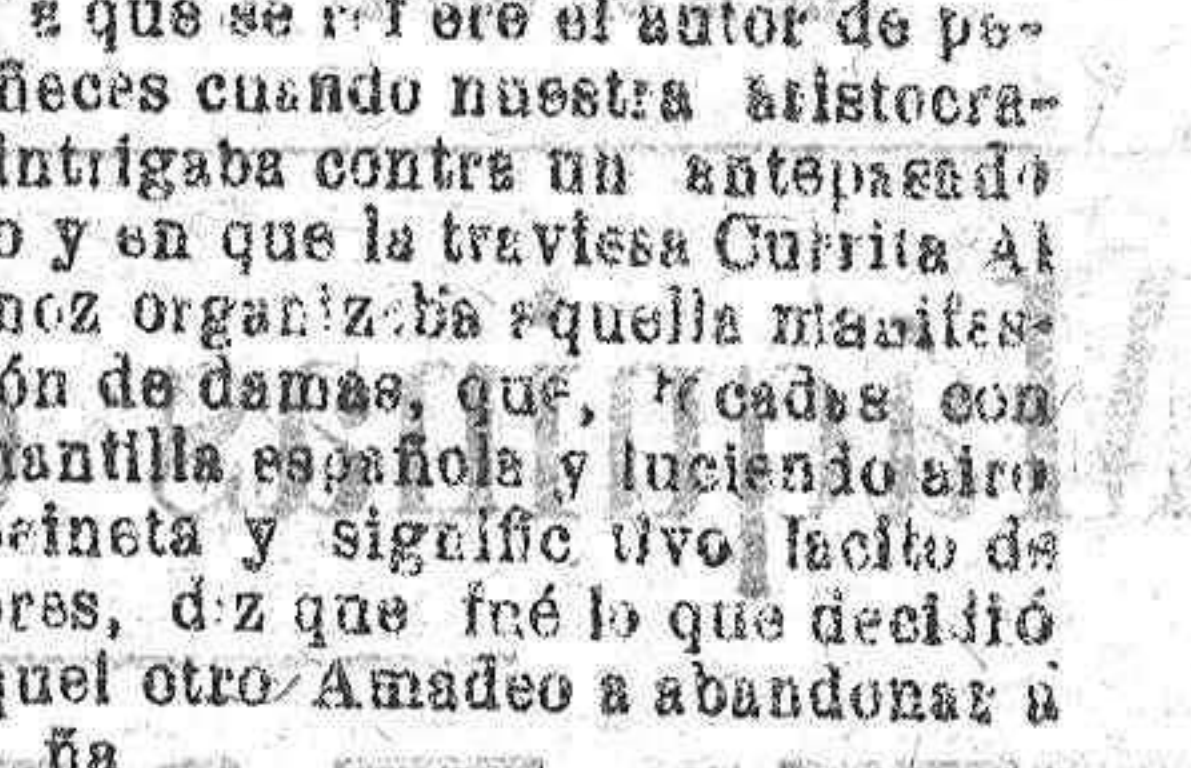 a que se refiere el autor de pe-
ñeces cuando nuestra aristocra-
intrigaba contra un antepasado
o y en que la traviesa Currita Al
noz organizaba aquella manifes-
ón de damas, que, tocadas con
antilla española y luciendo airo
peineta y significativo lacito de
ores, diz que fué lo que decidió
quel otro Amadeo a abandonar a
ña